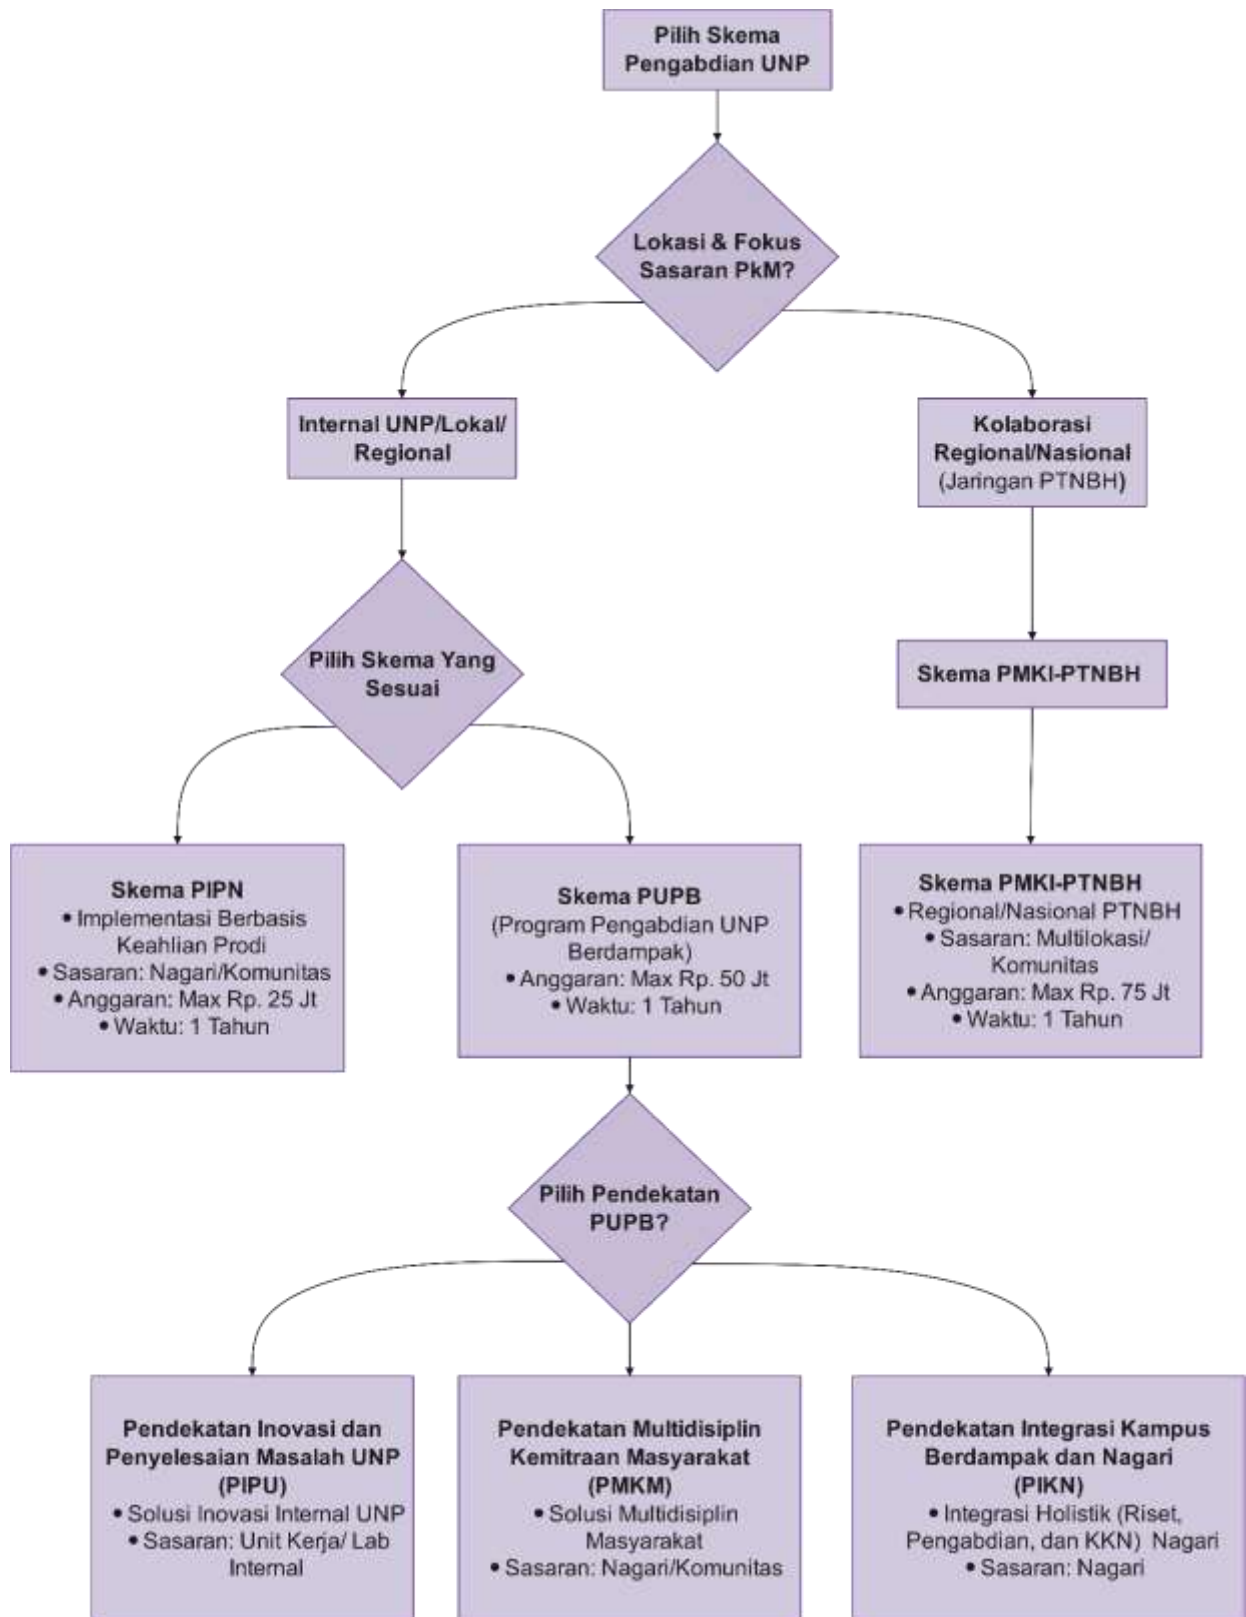 Pilih Skema
Pengabdian UNP
Lokasi & Fokus
Sasaran PkM?
Internal UNP/Lokal/
Regional
Kolaborasi
Regional/Nasional
(Jaringan PTNBH)
Pilih Skema Yang
Sesuai
Skema PMKI-PTNBH
Skema PIPN
• Implementasi Berbasis
Keahlian Prodi
• Sasaran: Nagari/Komunitas
• Anggaran: Max Rp. 25 Jt
• Waktu: 1 Tahun
Skema PUPB
(Program Pengabdian UNP
Berdampak)
• Anggaran: Max Rp. 50 Jt
• Waktu: 1 Tahun
Skema PMKI-PTNBH
• Regional/Nasional PTNBH
• Sasaran: Multilokasi/
Komunitas
• Anggaran: Max Rp. 75 Jt
• Waktu: 1 Tahun
Pilih Pendekatan
PUPB?
Pendekatan Inovasi dan
Penyelesaian Masalah UNP
(PIPU)
• Solusi Inovasi Internal UNP
• Sasaran: Unit Kerja/ Lab
Internal
Pendekatan Multidisiplin
Kemitraan Masyarakat
(PMKM)
• Solusi Multidisiplin
Masyarakat
• Sasaran: Nagari/Komunitas
Pendekatan Integrasi Kampus
Berdampak dan Nagari
(PIKN)
• Integrasi Holistik (Riset,
Pengabdian, dan KKN) Nagari
• Sasaran: Nagari